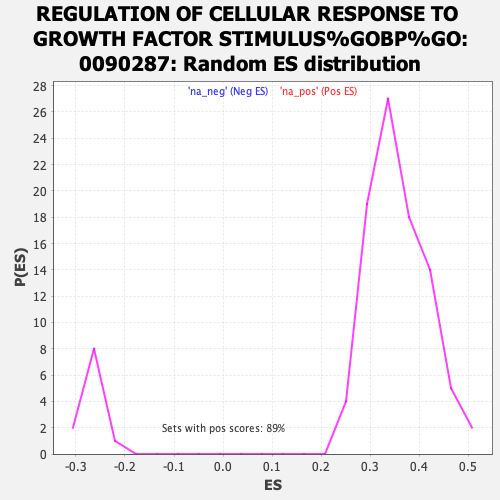 REGULATION OF CELLULAR RESPONSE TO
GROWTH FACTOR STIMULUS%GOBP%GO:
0090287: Random ES distribution
'na_neg' (Neg ES) 'na_pos' (Pos ES)
28
26
24
22
20
18
16
14
12
10
8
6
4
2
0
P(ES)
Sets with pos scores: 89%
-0.3 -0.2 -0.1 0.0 0.1 0.2 0.3 0.4 0.5
ES